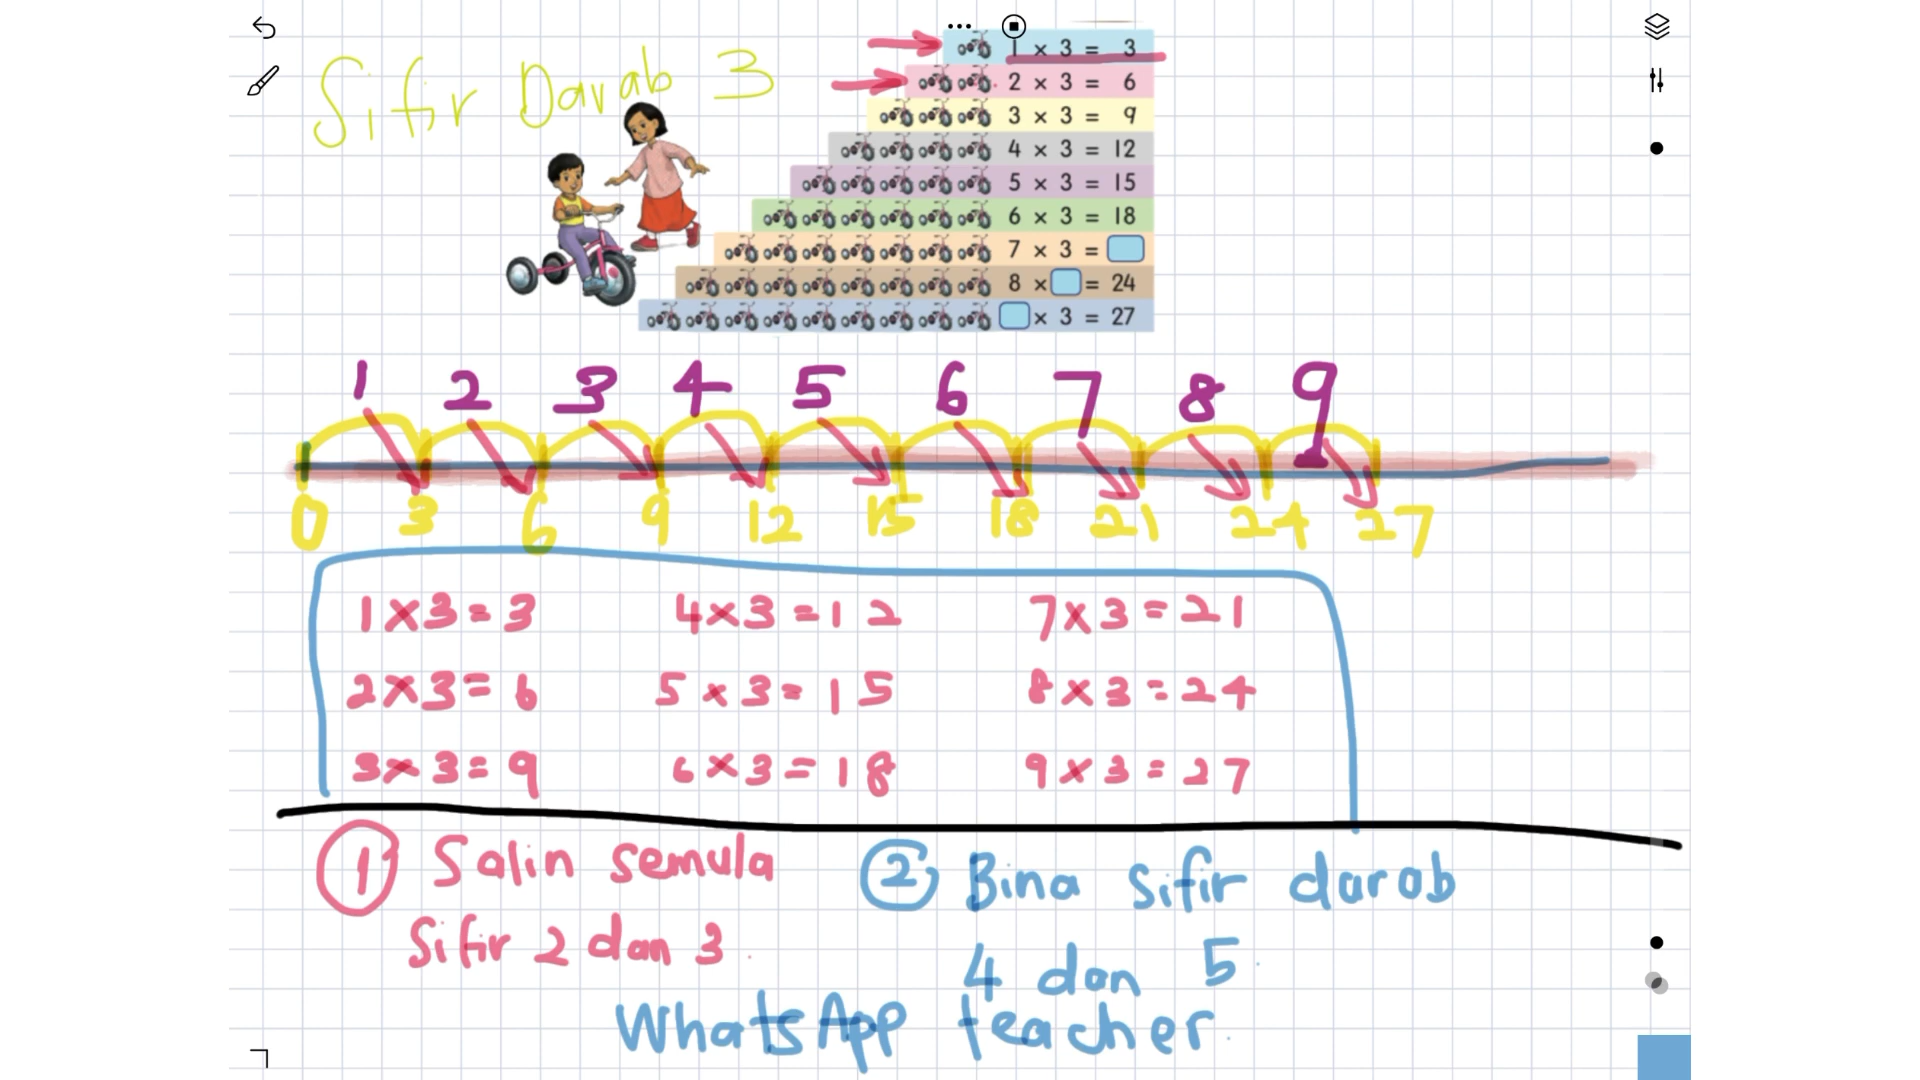 Sifir Darab 3
1 × 3 = 3
2 × 3 = 6
3 × 3 = 9
4 × 3 = 12
5 × 3 = 15
6 × 3 = 18
7 × 3 =
8 × = 24
× 3 = 27
1 2 3 4 5 6 7 8 9
0 3 6 9 12 15 18 21 24 27
1×3=3 4×3=12 7×3=21
2×3=6 5×3=15 8×3=24
3×3=9 6×3=18 9×3=27
1 Salin semula
Sifir 2 dan 3.
2 Bina Sifir darab
4 dan 5.
WhatsApp teacher.